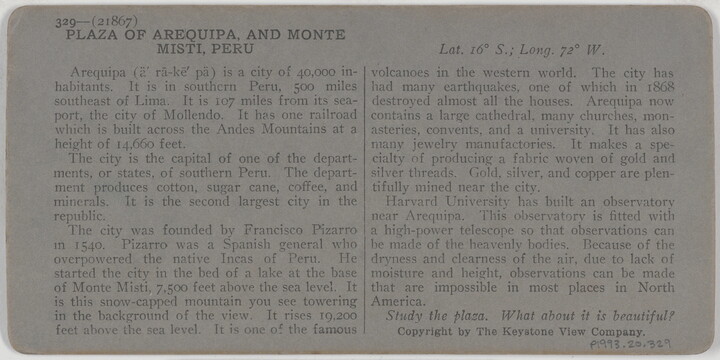 329—(21867)
PLAZA OF AREQUIPA, AND MONTE
MISTI, PERU
Arequipa (ä′ rā-kē′ pä) is a city of 40,000 in-
habitants. It is in southern Peru, 500 miles
southeast of Lima. It is 107 miles from its sea-
port, the city of Mollendo. It has one railroad
which is built across the Andes Mountains at a
height of 14,660 feet.
The city is the capital of one of the depart-
ments, or states, of southern Peru. The depart-
ment produces cotton, sugar cane, coffee, and
minerals. It is the second largest city in the
republic.
The city was founded by Francisco Pizarro
in 1540. Pizarro was a Spanish general who
overpowered the native Incas of Peru. He
started the city in the bed of a lake at the base
of Monte Misti, 7,500 feet above the sea level. It
is this snow-capped mountain you see towering
in the background of the view. It rises 19,200
feet above the sea level. It is one of the famous
Lat. 16° S.; Long. 72° W.
volcanoes in the western world. The city has
had many earthquakes, one of which in 1868
destroyed almost all the houses. Arequipa now
contains a large cathedral, many churches, mon-
asteries, convents, and a university. It has also
many jewelry manufactories. It makes a spe-
cialty of producing a fabric woven of gold and
silver threads. Gold, silver, and copper are plen-
tifully mined near the city.
Harvard University has built an observatory
near Arequipa. This observatory is fitted with
a high-power telescope so that observations can
be made of the heavenly bodies. Because of the
dryness and clearness of the air, due to lack of
moisture and height, observations can be made
that are impossible in most places in North
America.
Study the plaza. What about it is beautiful?
Copyright by The Keystone View Company.
P1993.20.329